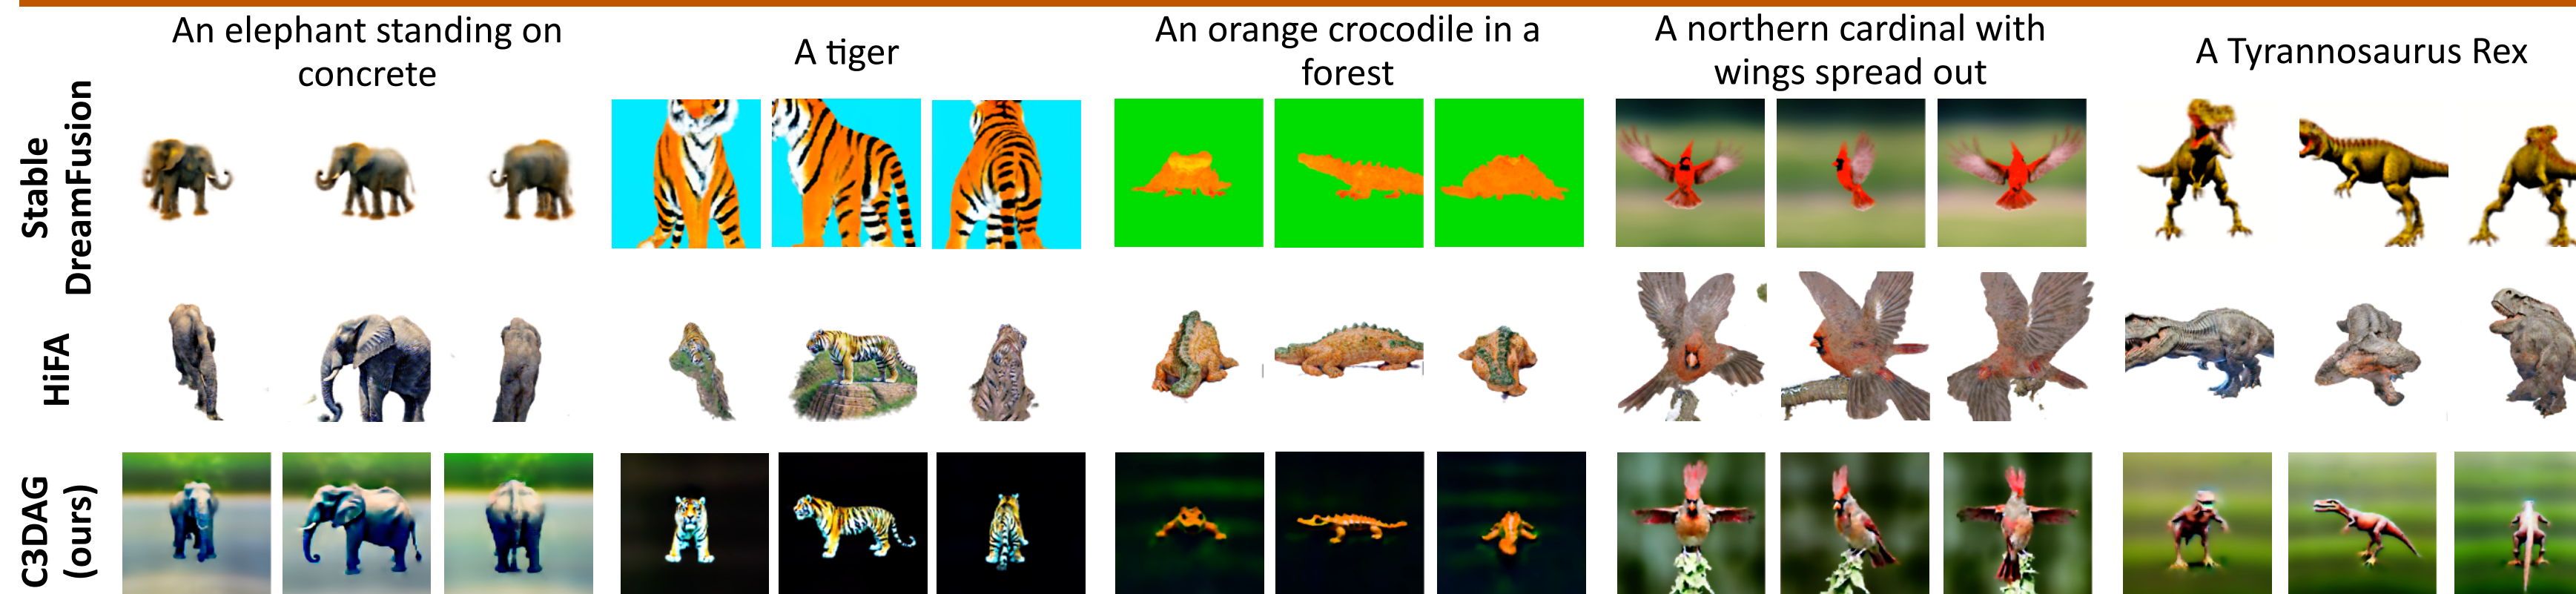 An elephant standing on
concrete
A tiger
An orange crocodile in a
forest
A northern cardinal with
wings spread out
A Tyrannosaurus Rex
Stable
DreamFusion
HiFA
C3DAG
(ours)